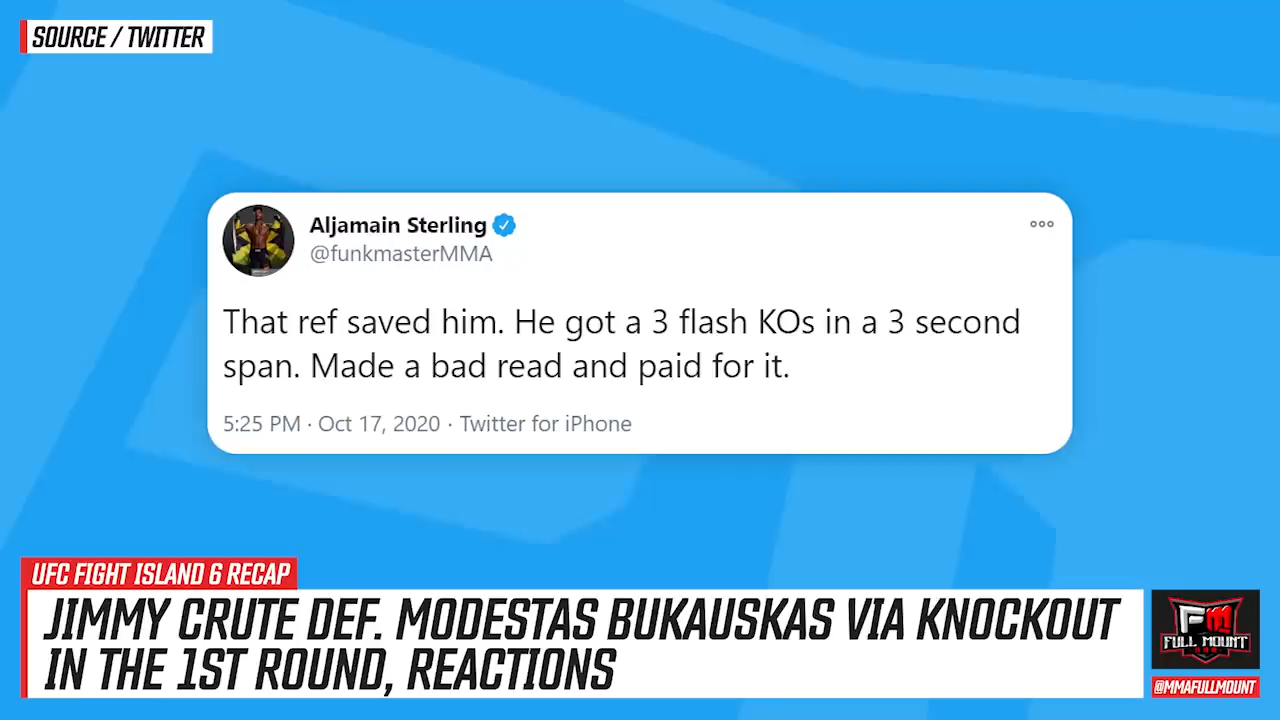 SOURCE / TWITTER
Aljamain Sterling
@funkmasterMMA
That ref saved him. He got a 3 flash KOs in a 3 second
span. Made a bad read and paid for it.
5:25 PM · Oct 17, 2020 · Twitter for iPhone
UFC FIGHT ISLAND 6 RECAP
JIMMY CRUTE DEF. MODESTAS BUKAUSKAS VIA KNOCKOUT
IN THE 1ST ROUND, REACTIONS
FM
FULL MOUNT
@MMAFULLMOUNT